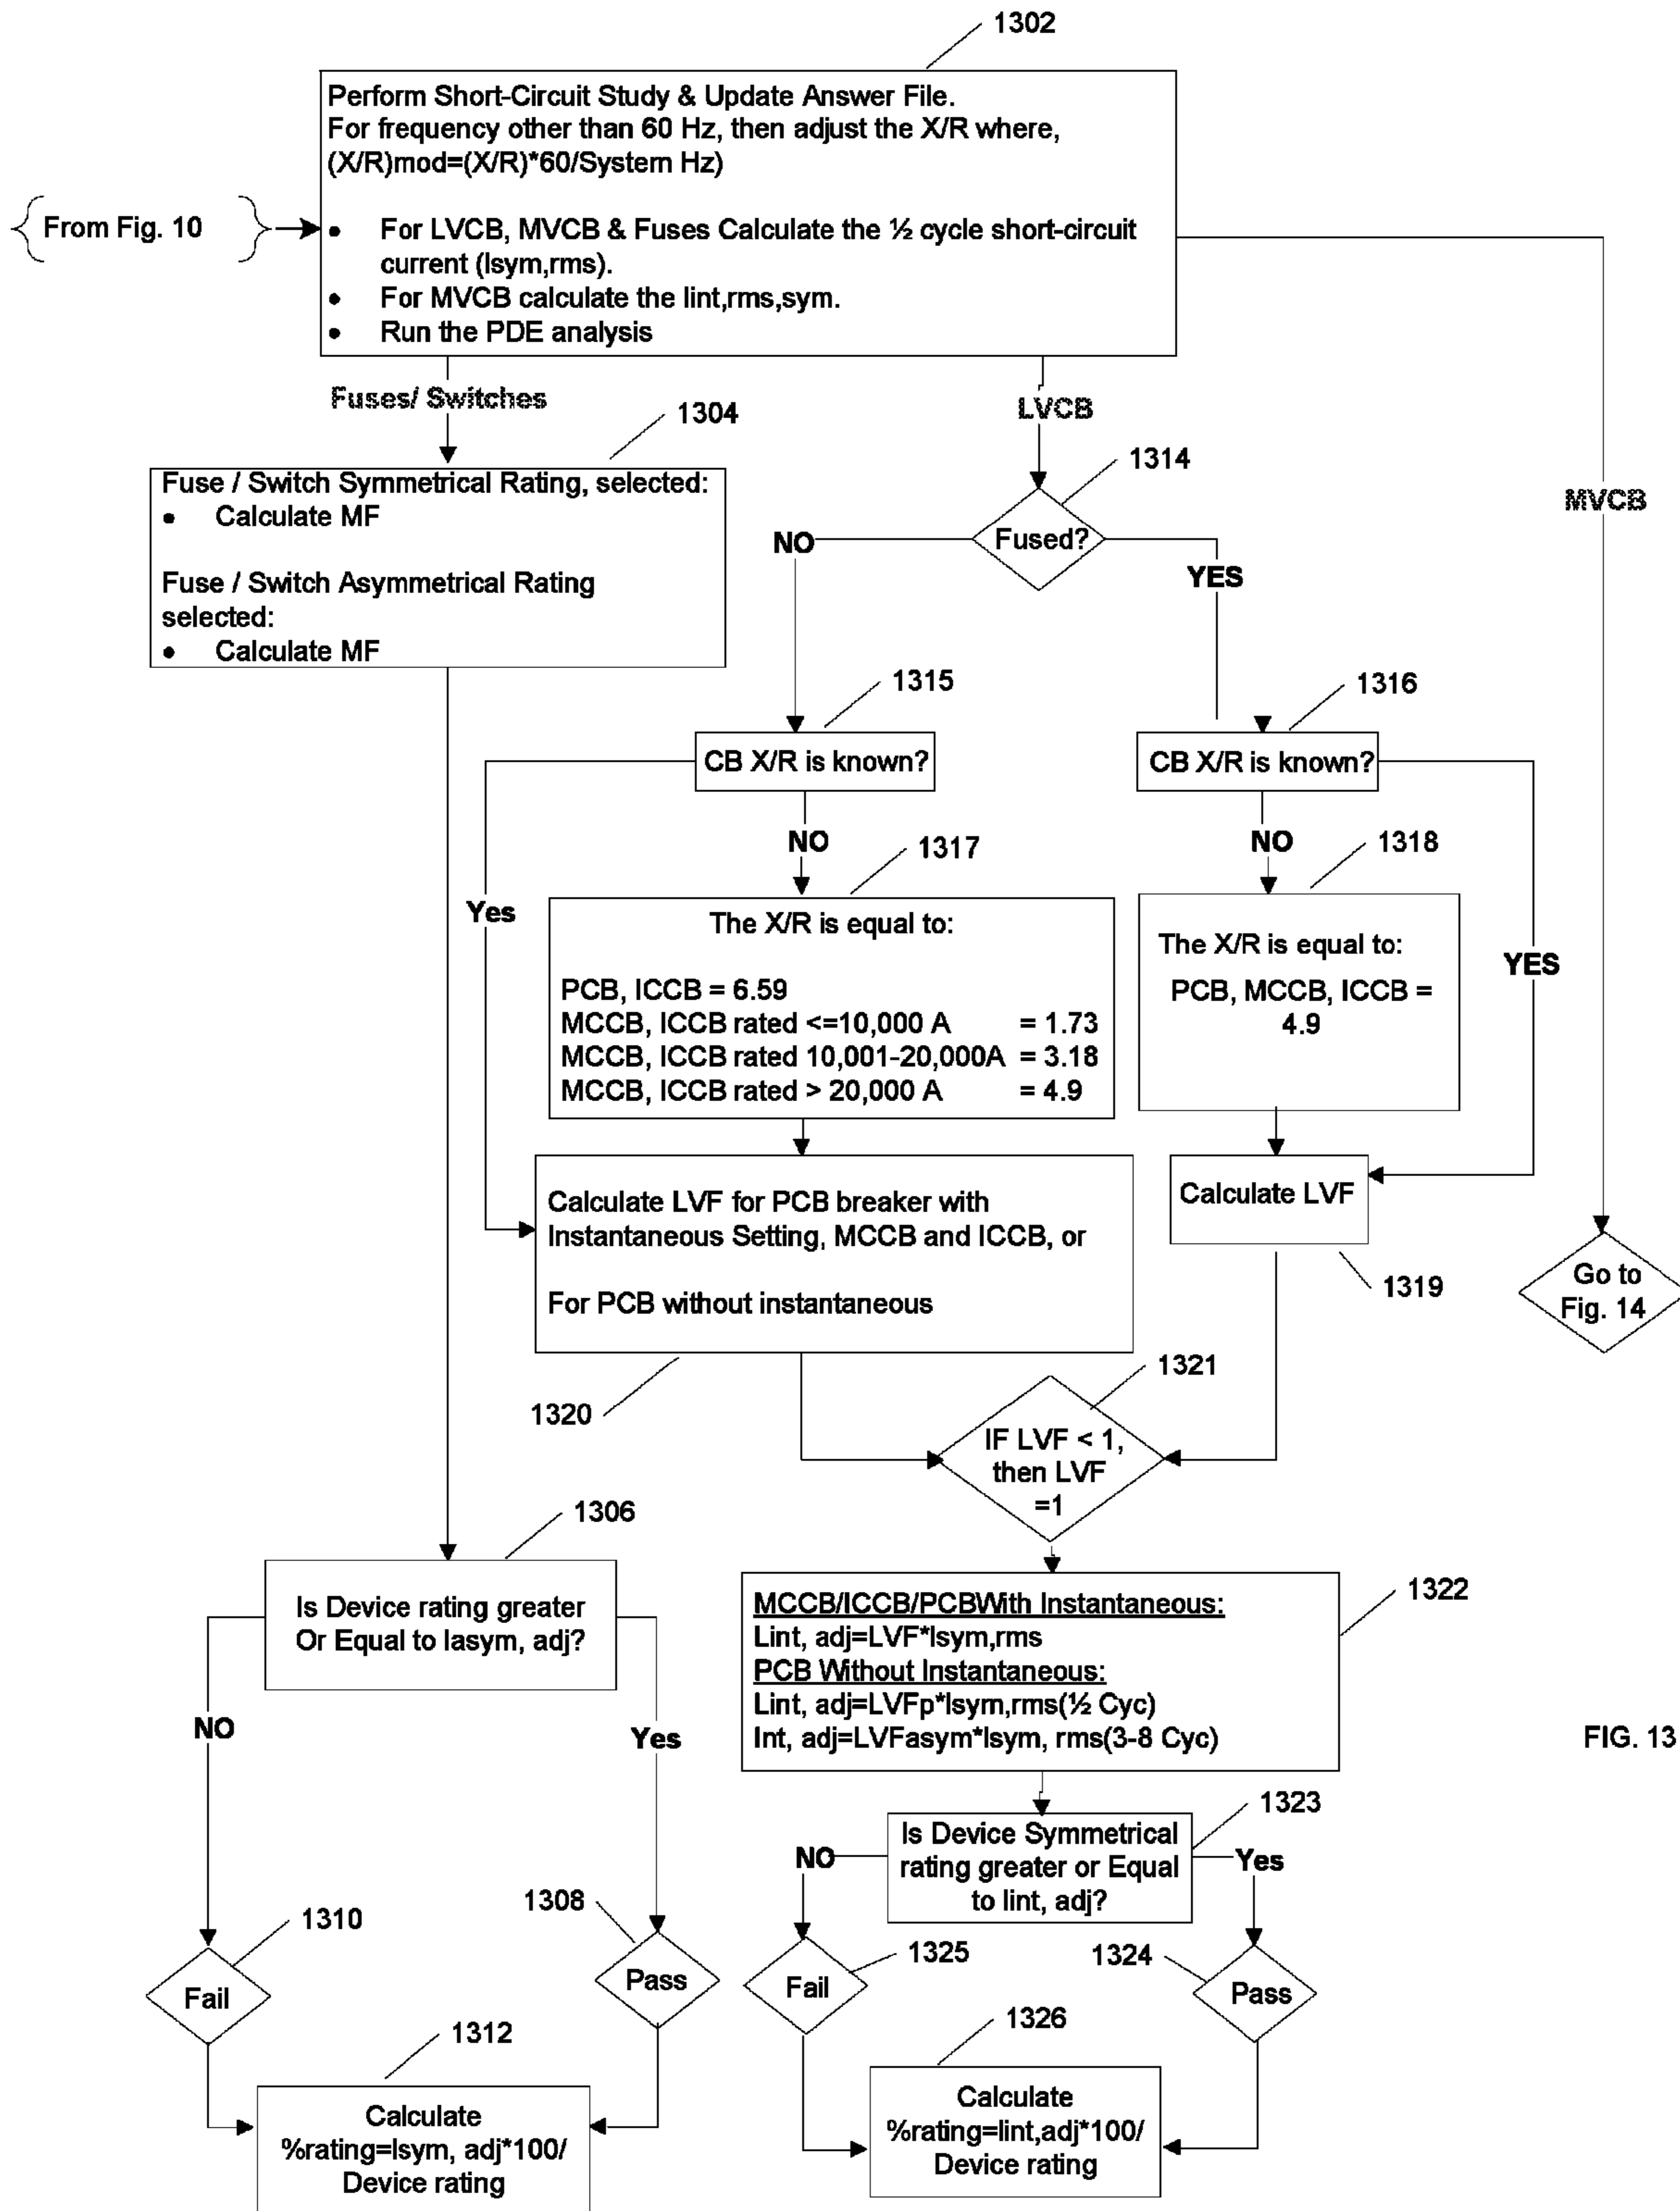 1302
Perform Short-Circuit Study & Update Answer File.
For frequency other than 60 Hz, then adjust the X/R where,
(X/R)mod=(X/R)*60/System Hz)
From Fig. 10
• For LVCB, MVCB & Fuses Calculate the ½ cycle short-circuit
current (Isym,rms).
• For MVCB calculate the Iint,rms,sym.
• Run the PDE analysis
Fuses/ Switches
LVCB
MVCB
1304
Fuse / Switch Symmetrical Rating, selected:
• Calculate MF
Fuse / Switch Asymmetrical Rating
selected:
• Calculate MF
1314
Fused?
NO
YES
1315
CB X/R is known?
1316
CB X/R is known?
NO
NO
Yes
YES
1317
The X/R is equal to:
PCB, ICCB = 6.59
MCCB, ICCB rated <=10,000 A = 1.73
MCCB, ICCB rated 10,001-20,000A = 3.18
MCCB, ICCB rated > 20,000 A = 4.9
1318
The X/R is equal to:
PCB, MCCB, ICCB =
4.9
Calculate LVF for PCB breaker with
Instantaneous Setting, MCCB and ICCB, or
For PCB without instantaneous
1320
Calculate LVF
1319
Go to
Fig. 14
1321
IF LVF < 1,
then LVF
=1
1306
Is Device rating greater
Or Equal to Iasym, adj?
NO
Yes
1322
MCCB/ICCB/PCBWith Instantaneous:
Lint, adj=LVF*Isym,rms
PCB Without Instantaneous:
Lint, adj=LVFp*Isym,rms(½ Cyc)
Int, adj=LVFasym*Isym, rms(3-8 Cyc)
FIG. 13
1323
Is Device Symmetrical
rating greater or Equal
to Iint, adj?
NO
Yes
1310
Fail
1308
Pass
1325
Fail
1324
Pass
1312
Calculate
%rating=Isym, adj*100/
Device rating
1326
Calculate
%rating=Iint,adj*100/
Device rating